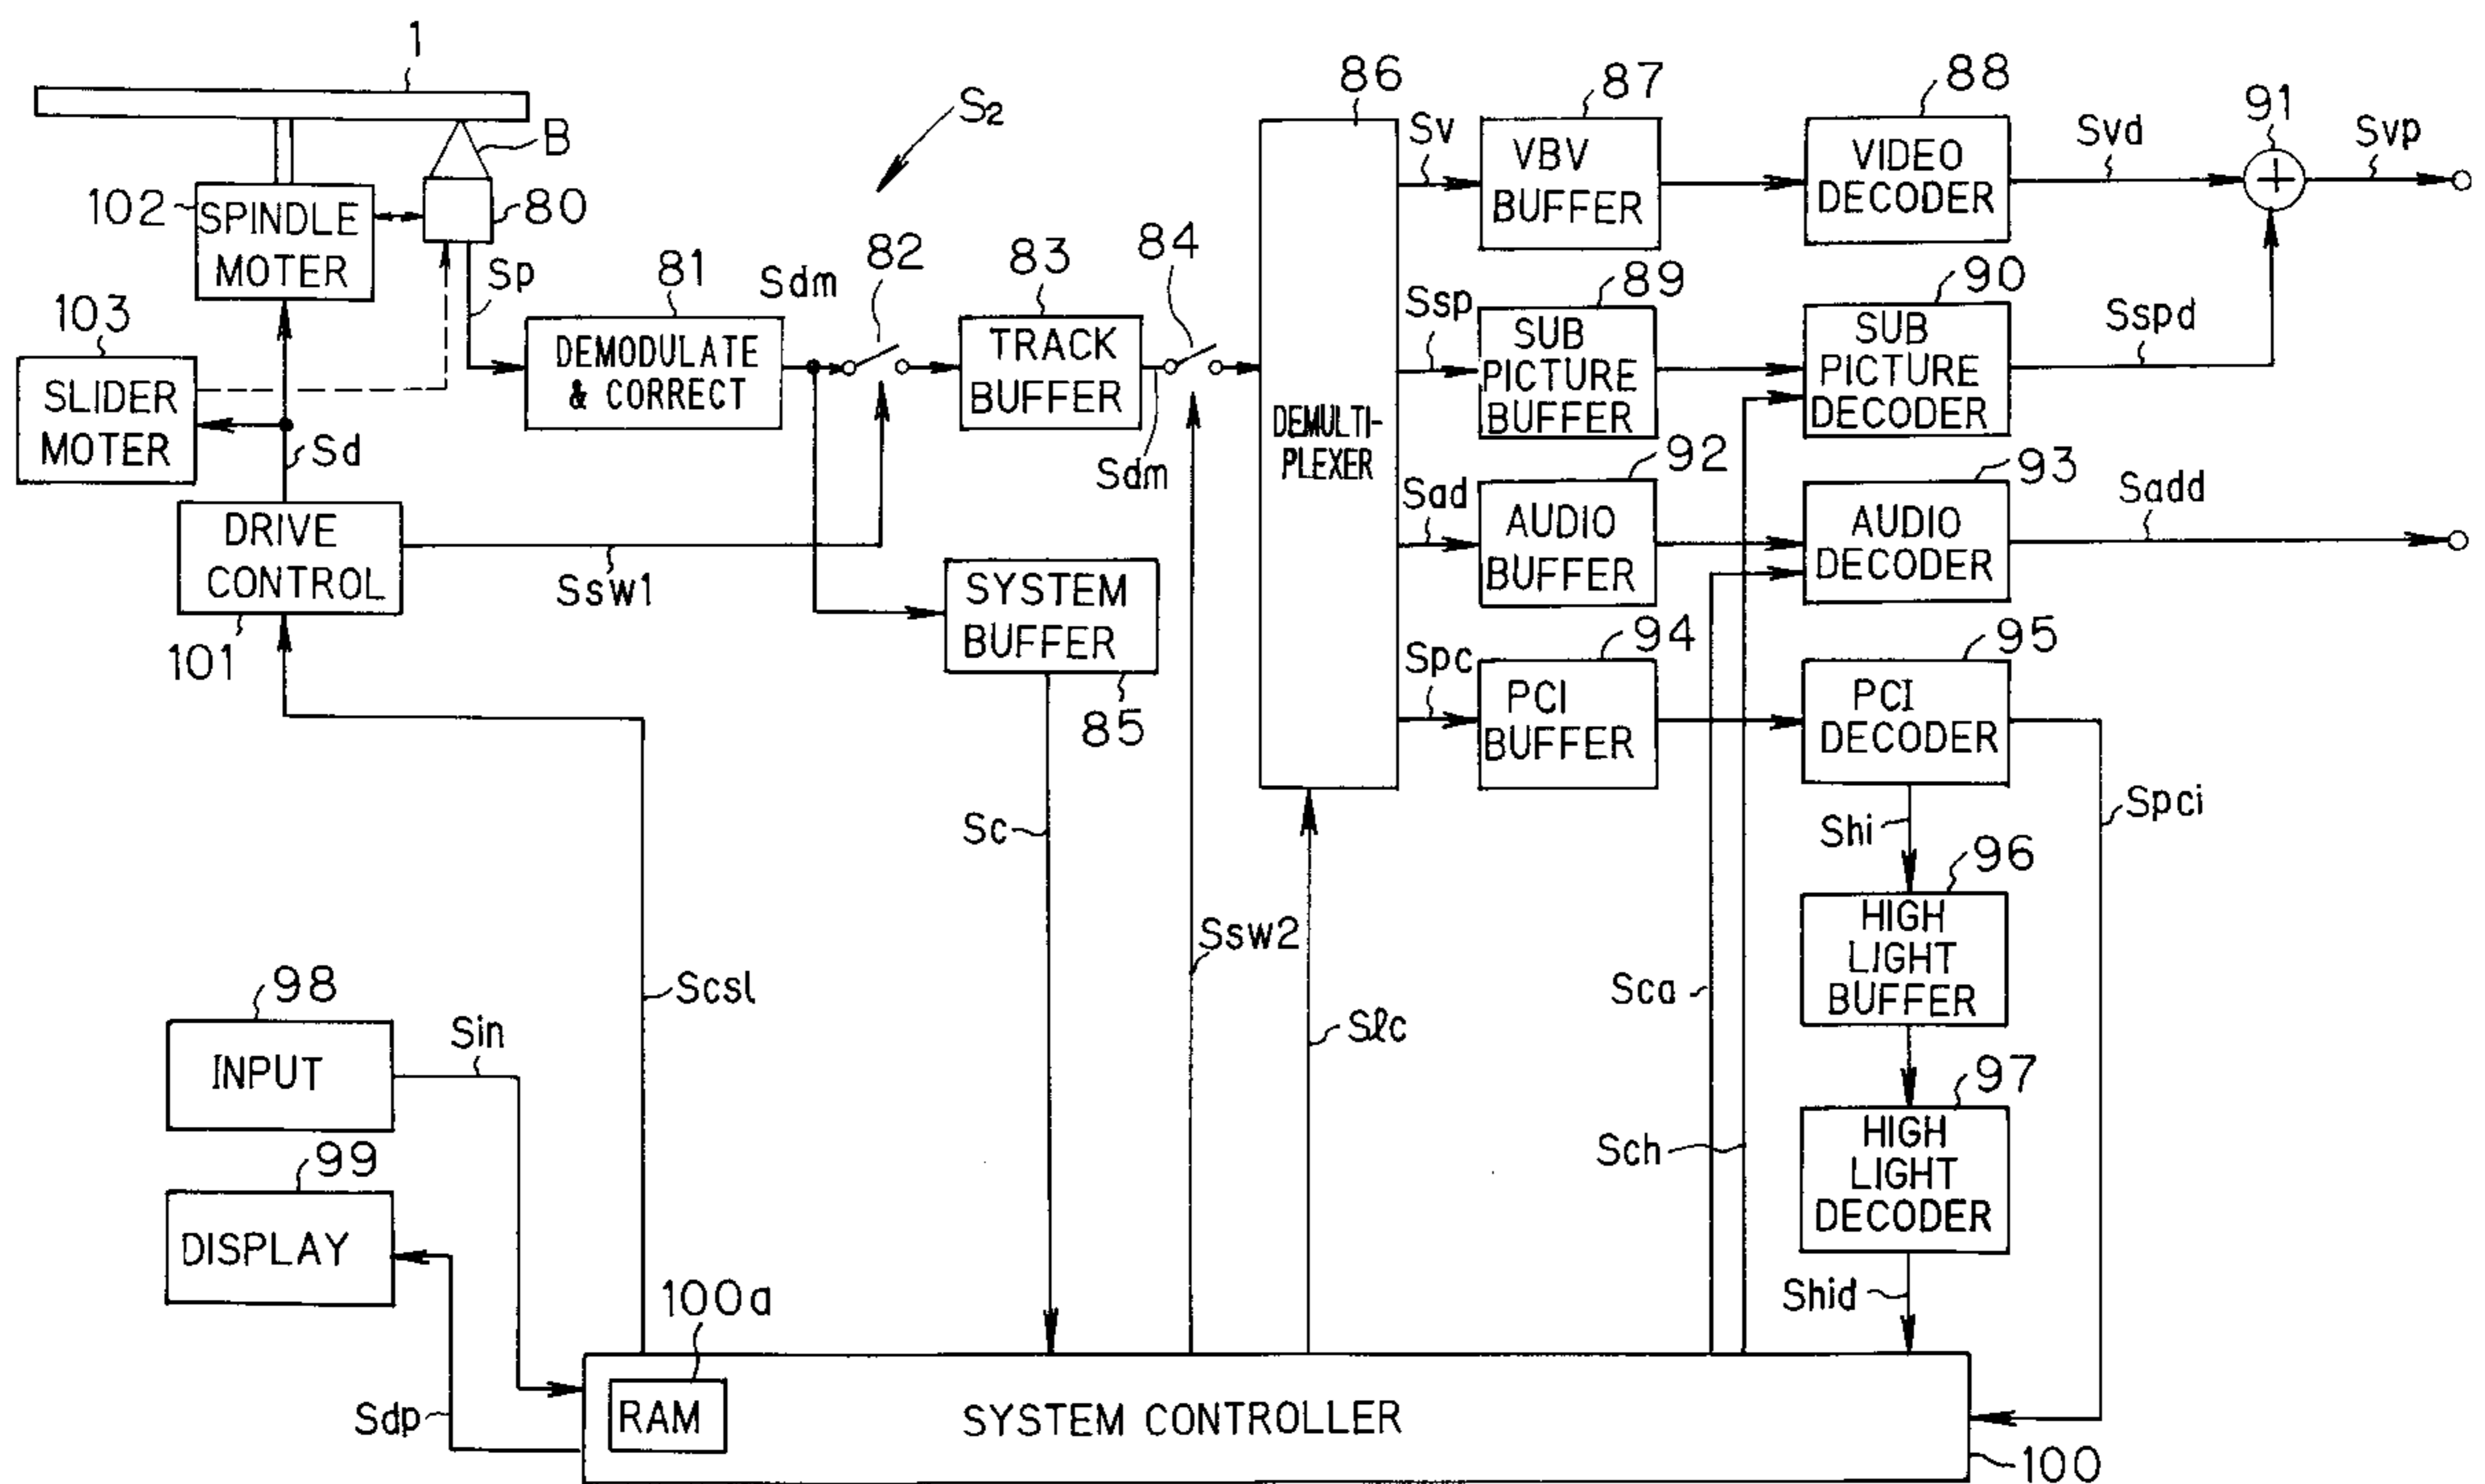 1
B
S2
102
SPINDLE
MOTER
80
Sp
103
SLIDER
MOTER
Sd
DRIVE
CONTROL
101
Ssw1
81
DEMODULATE
& CORRECT
Sdm
82
83
TRACK
BUFFER
84
Sdm
SYSTEM
BUFFER
85
86
DEMULTI-
PLEXER
Sv
87
VBV
BUFFER
88
VIDEO
DECODER
Svd
91
+
Svp
Ssp
89
SUB
PICTURE
BUFFER
90
SUB
PICTURE
DECODER
Sspd
Sad
92
AUDIO
BUFFER
93
AUDIO
DECODER
Sadd
Spc
94
PCI
BUFFER
95
PCI
DECODER
Spci
Shi
96
HIGH
LIGHT
BUFFER
97
HIGH
LIGHT
DECODER
Shid
Sc
Ssw2
Slc
Sca
Sch
Scsl
98
INPUT
Sin
99
DISPLAY
Sdp
100a
RAM
SYSTEM CONTROLLER
100